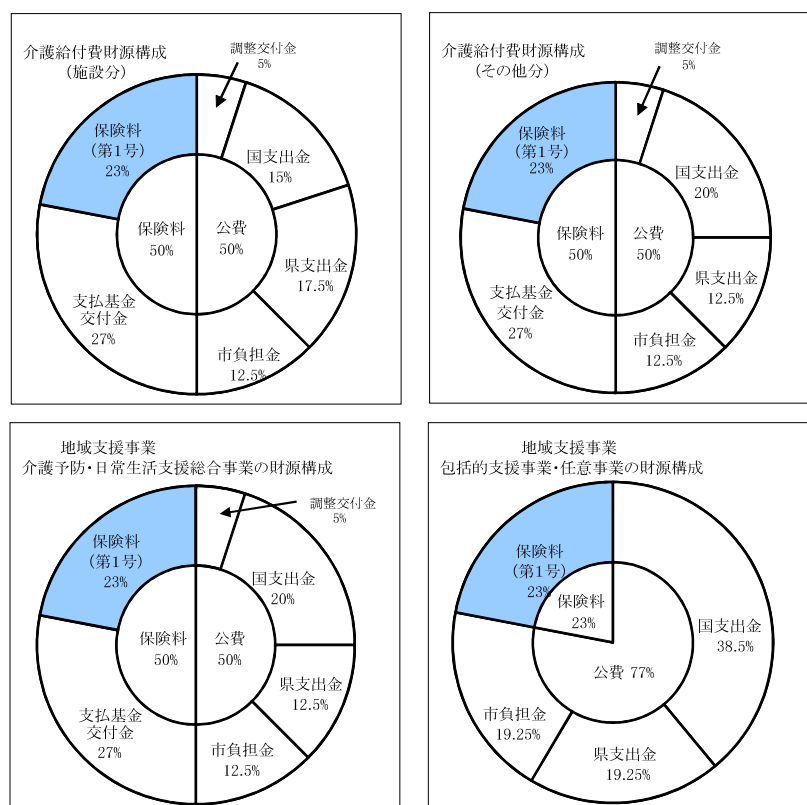 介護給付費財源構成
(施設分)
調整交付金
5%
保険料
(第1号)
23%
国支出金
15%
保険料
50%
公費
50%
県支出金
17.5%
支払基金
交付金
27%
市負担金
12.5%
介護給付費財源構成
(その他分)
調整交付金
5%
保険料
(第1号)
23%
国支出金
20%
保険料
50%
公費
50%
県支出金
12.5%
支払基金
交付金
27%
市負担金
12.5%
地域支援事業
介護予防・日常生活支援総合事業の財源構成
調整交付金
5%
保険料
(第1号)
23%
国支出金
20%
保険料
50%
公費
50%
県支出金
12.5%
支払基金
交付金
27%
市負担金
12.5%
地域支援事業
包括的支援事業・任意事業の財源構成
保険料
(第1号)
23%
保険料
23%
国支出金
38.5%
公費 77%
市負担金
19.25%
県支出金
19.25%